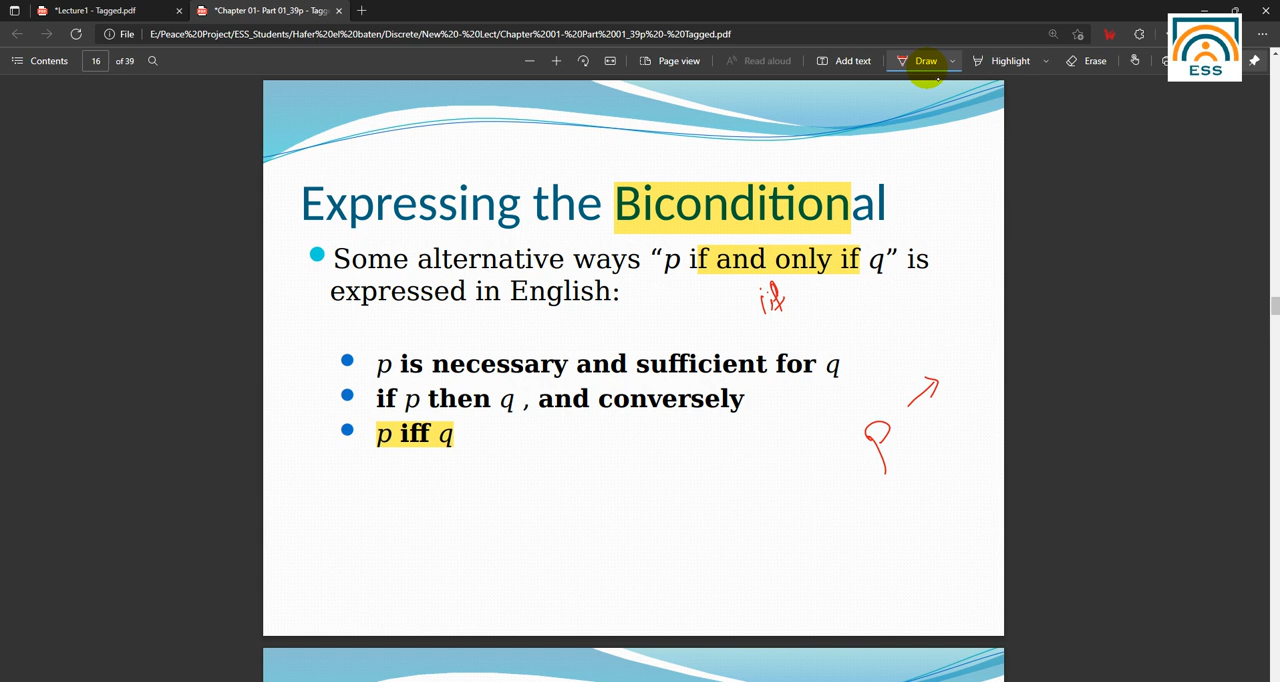 *Lecture1 - Tagged.pdf
*Chapter 01- Part 01_39p - Tagg
File
E:/Peace%20Project/ESS_Students/Hafer%20el%20baten/Discrete/New%20-%20Lect/Chapter%2001-%20Part%2001_39p%20-%20Tagged.pdf
Contents
16 of 39
Page view
Read aloud
Add text
Draw
Highlight
Erase
ESS
Expressing the Biconditional
Some alternative ways “p if and only if q” is
expressed in English:
p is necessary and sufficient for q
if p then q , and conversely
p iff q
P